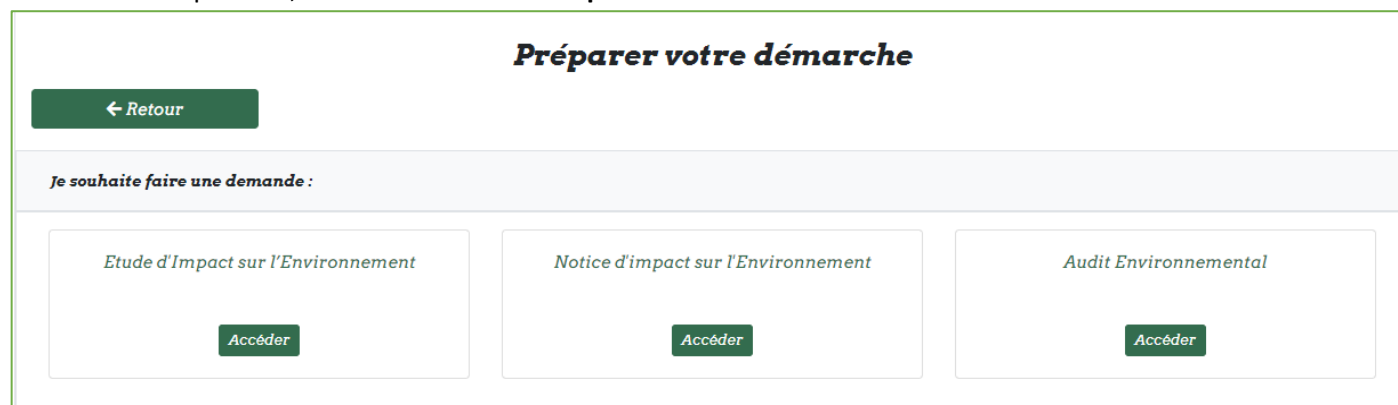 Préparer votre démarche
← Retour
Je souhaite faire une demande :
Etude d'Impact sur l’Environnement
Notice d'impact sur l'Environnement
Audit Environnemental
Accéder
Accéder
Accéder